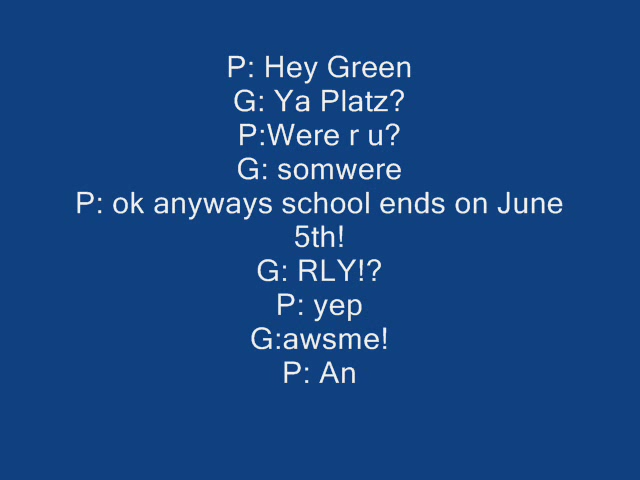 P: Hey Green
G: Ya Platz?
P:Were r u?
G: somwere
P: ok anyways school ends on June
5th!
G: RLY!?
P: yep
G:awsme!
P: An